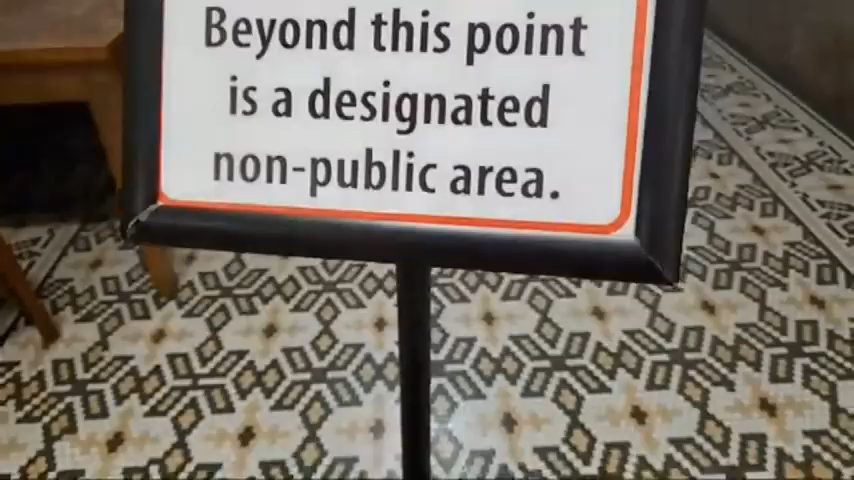 Beyond this point
is a designated
non-public area.